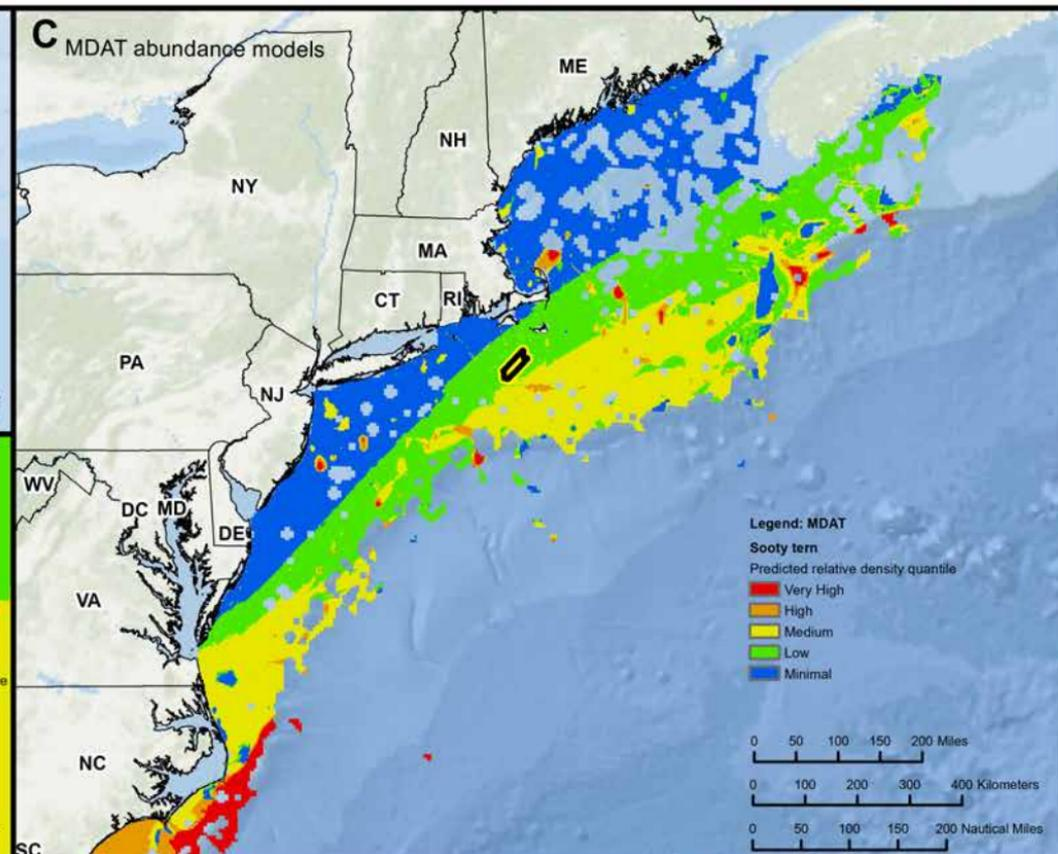 C MDAT abundance models
ME
NH
NY
MA
CT
RI
PA
NJ
WV
DC
MD
DE
VA
NC
SC
e
Legend: MDAT
Sooty tern
Predicted relative density quantile
Very High
High
Medium
Low
Minimal
0 50 100 150 200 Miles
0 100 200 300 400 Kilometers
0 50 100 150 200 Nautical Miles